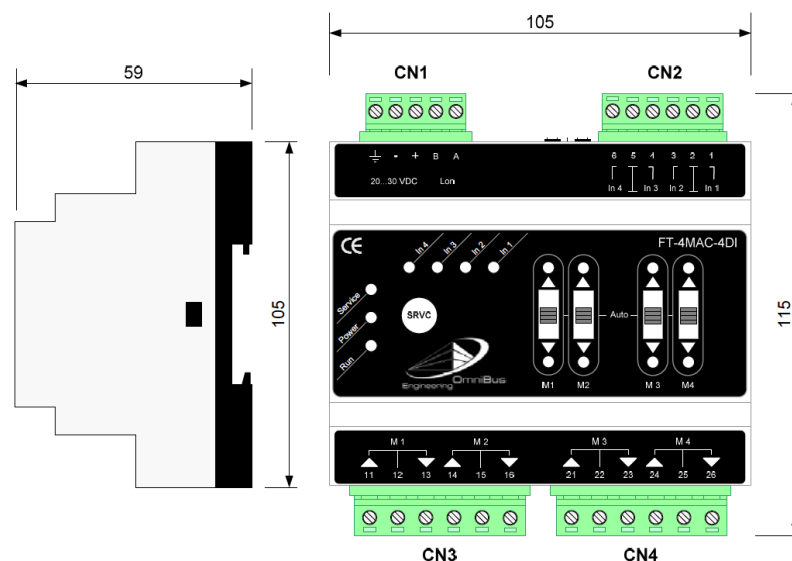 105
59
CN1 CN2
- + B A
6 5 4 3 2 1
20...30 VDC Lon
In 4 In 3 In 2 In 1
CE
In 4 In 3 In 2 In 1
FT-4MAC-4DI
Service
Power
Run
SRVC
Auto
105
115
Engineering OmniBus
M1 M2 M 3 M4
M 1 M 2 M 3 M 4
11 12 13 14 15 16 21 22 23 24 25 26
CN3 CN4